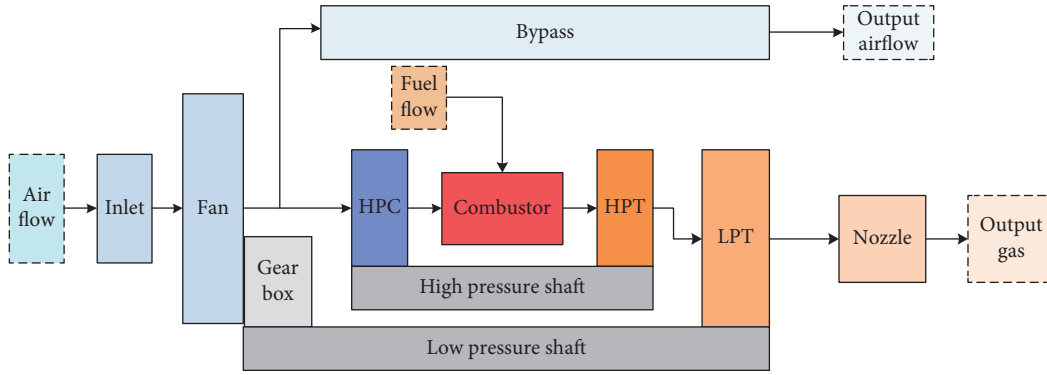 Bypass
Output
airflow
Fuel
flow
Air
flow
Inlet
Fan
HPC
Combustor
HPT
LPT
Nozzle
Output
gas
Gear
box
High pressure shaft
Low pressure shaft